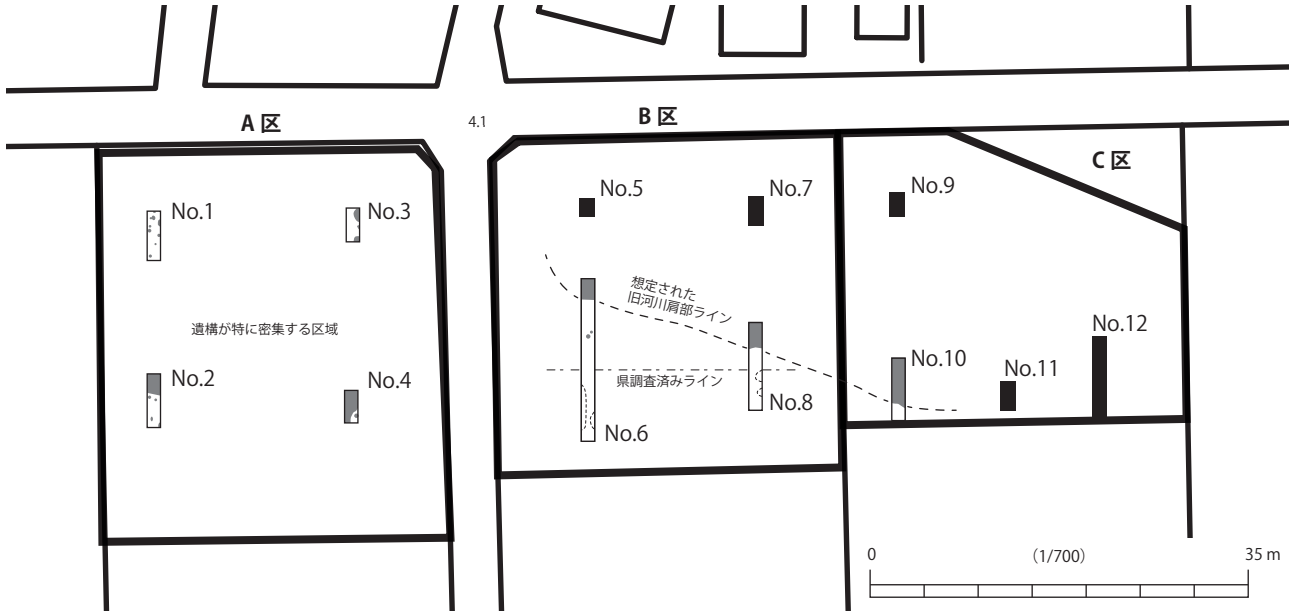 A 区
4.1
B 区
C 区
No.1
No.3
No.5
No.7
No.9
想定された
旧河川肩部ライン
遺構が特に密集する区域
No.12
No.2
No.4
県調査済みライン
No.10
No.11
No.8
No.6
0
(1/700)
35 m